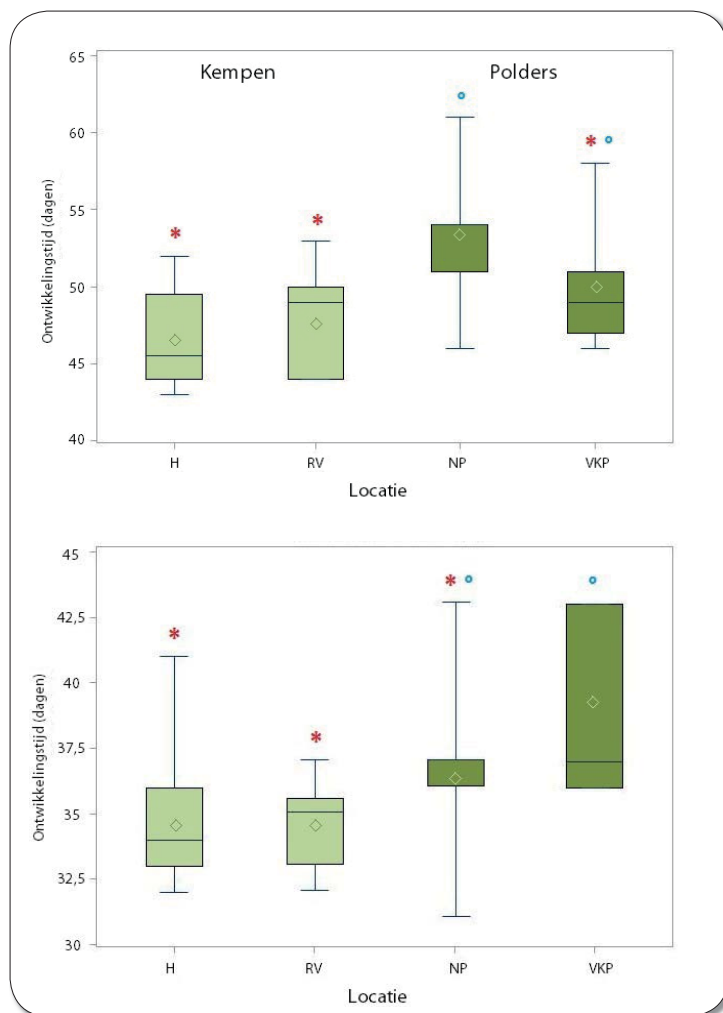 Kempen Polders
Ontwikkelingstijd (dagen)
65
60
55
50
45
40
H RV NP VKP
Locatie
Ontwikkelingstijd (dagen)
45
42,5
40
37,5
35
32,5
30
H RV NP VKP
Locatie